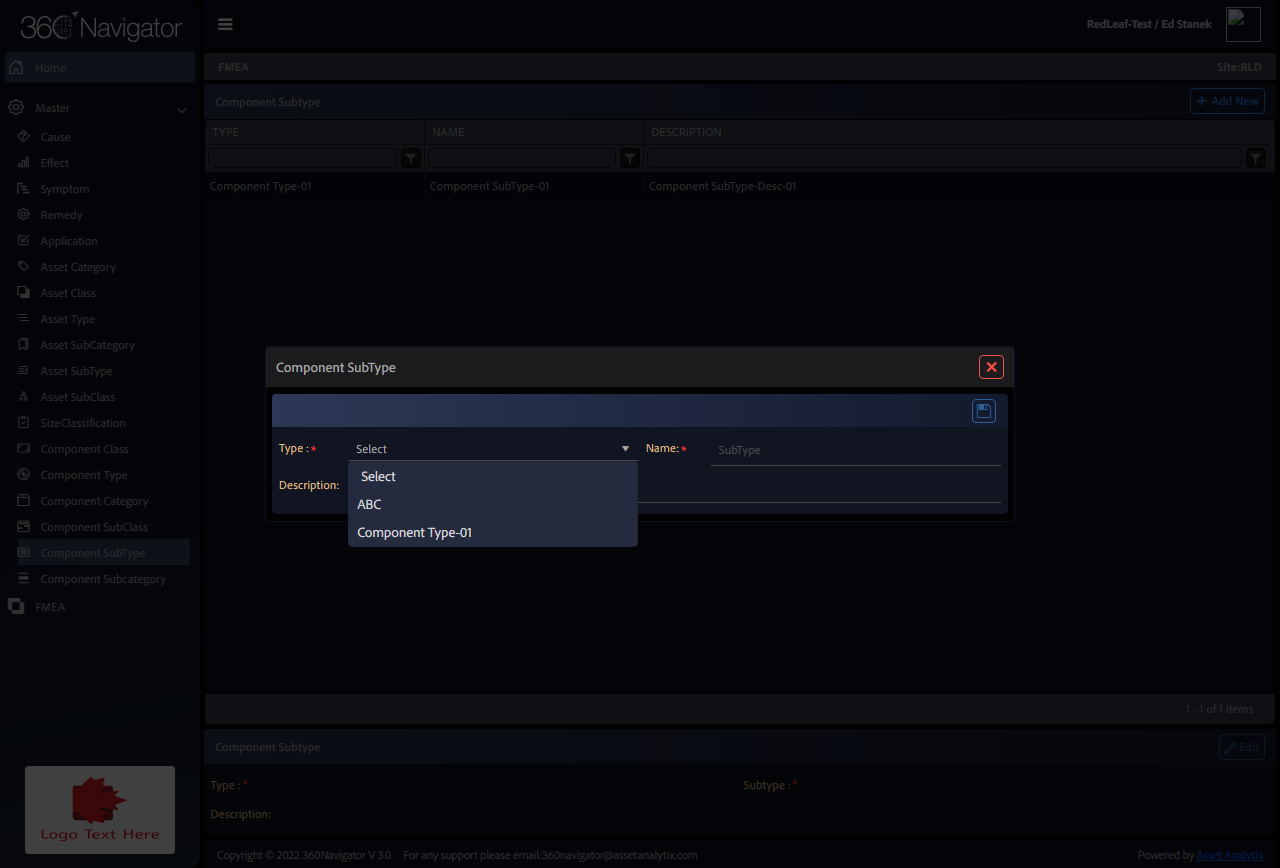 360 Navigator
RedLeaf-Test / Ed Stanek
Home
FMEA
Site:RLD
Component Subtype
+ Add New
Master
TYPE NAME DESCRIPTION
Cause
Effect
Component Type-01 Component SubType-01 Component SubType-Desc-01
Symptom
Remedy
Application
Asset Category
Asset Class
Asset Type
Asset SubCategory
Asset SubType
Asset SubClass
SizeClassification
Component Class
Component Type
Component Category
Component SubClass
Component SubType
Component Subcategory
FMEA
Component SubType
Type : * Select
Name: * SubType
Description:
Select
ABC
Component Type-01
1 - 1 of 1 items
Component Subtype
Edit
Type : *
Subtype : *
Description:
Logo Text Here
Copyright © 2022 360Navigator V 3.0 For any support please email:360navigator@assetanalytix.com
Powered by Asset Analytix